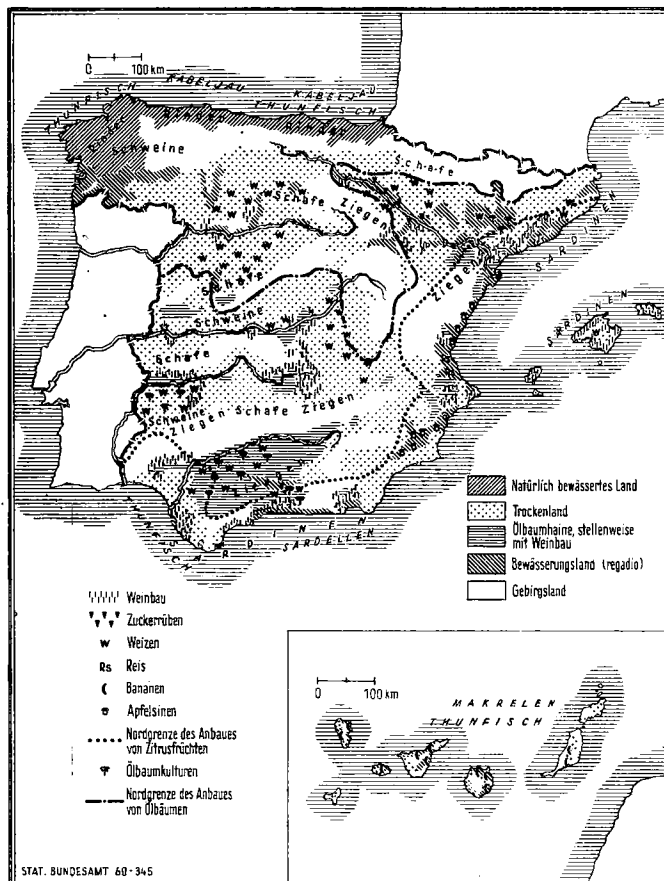 0 100 km
THUNFISCH
KABELJAU
KABELJAU
THUNFISCH
Rinder
Rinder
Rinder
Schweine
Schafe
Schafe
Ziegen
Ziegen
Schafe
Schweine
Schafe
Schweine
Ziegen Schafe Ziegen
SARDINEN
SARDINEN
THUNFISCH
SARDINEN
SARDELLEN
Natürlich bewässertes Land
Trockenland
Ölbaumhaine, stellenweise
mit Weinbau
Bewässerungsland (regadio)
Gebirgsland
Weinbau
Zuckerrüben
w Weizen
Rs Reis
Bananen
Apfelsinen
Nordgrenze des Anbaues
von Zitrusfrüchten
Ölbaumkulturen
Nordgrenze des Anbaues
von Ölbäumen
0 100 km
MAKRELEN
THUNFISCH
STAT. BUNDESAMT 60-345